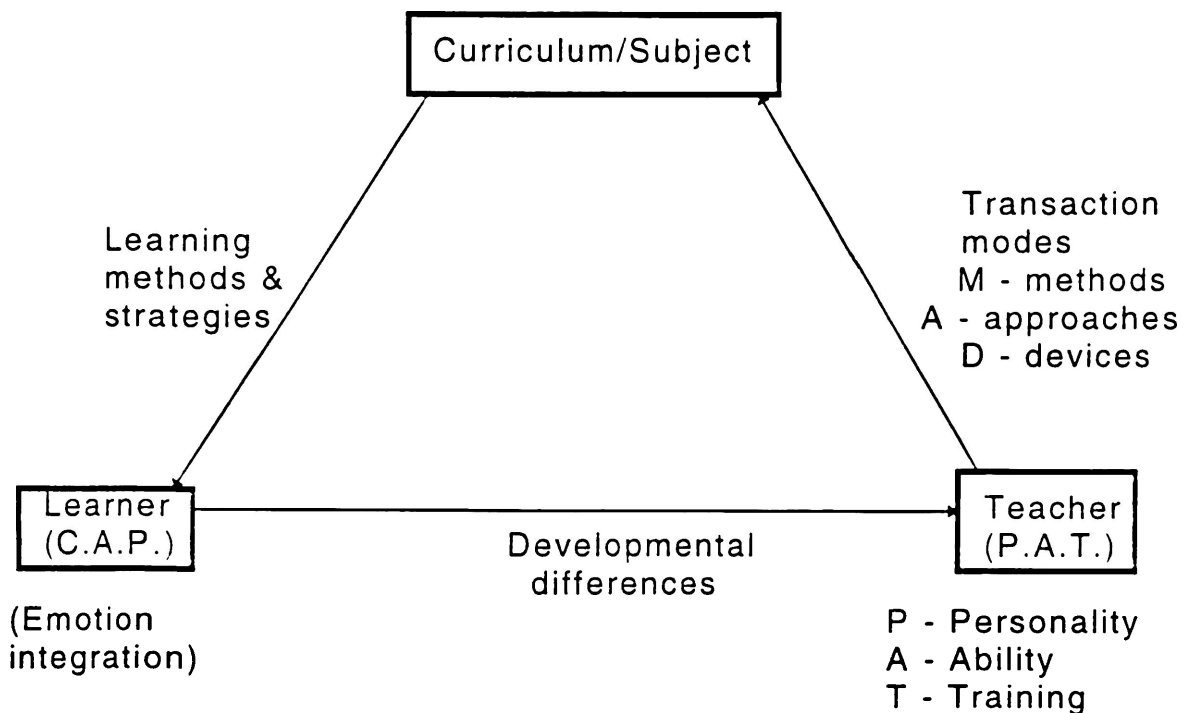 Curriculum/Subject
Learning
methods &
strategies
Transaction
modes
M - methods
A - approaches
D - devices
Learner
(C.A.P.)
Developmental
differences
Teacher
(P.A.T.)
(Emotion
integration)
P - Personality
A - Ability
T - Training